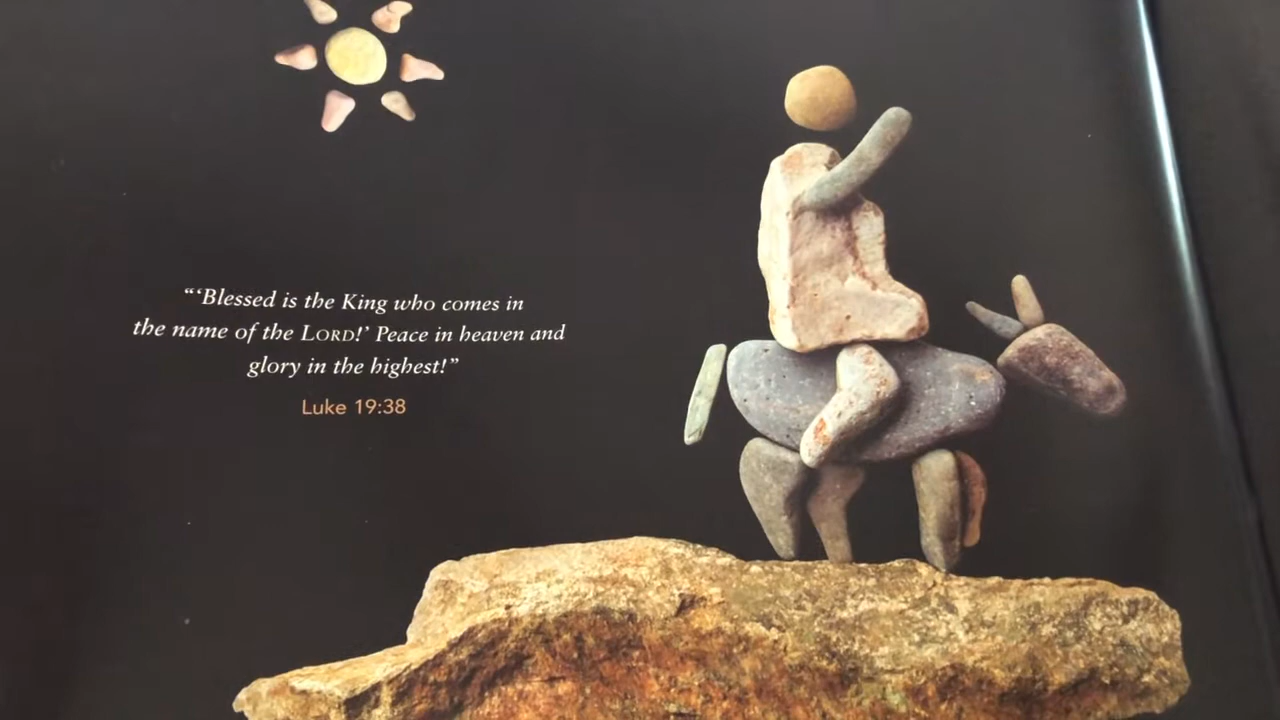 “‘Blessed is the King who comes in
the name of the LORD!’ Peace in heaven and
glory in the highest!”
Luke 19:38